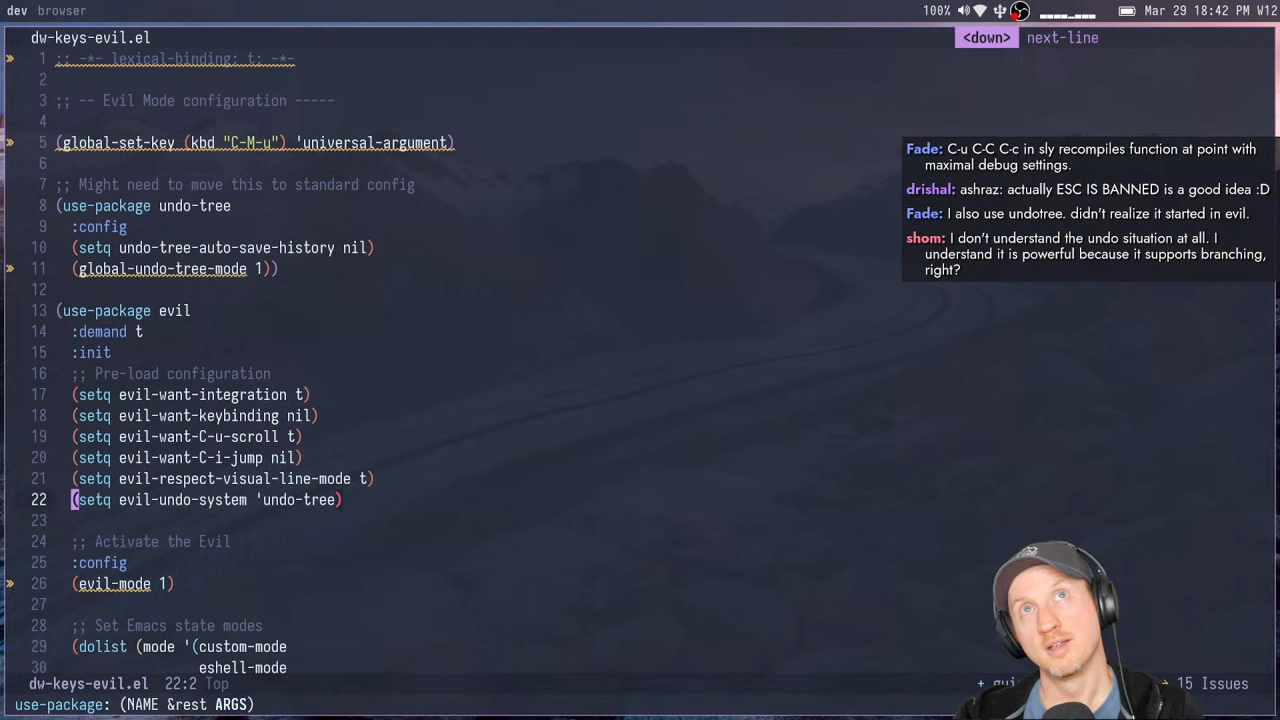 dev browser
100% Mar 29 18:42 W12
dw-keys-evil.el
<down> next-line
1 ;; -*- lexical-binding: t; -*-
2
3 ;; -- Evil Mode configuration -----
4
5 (global-set-key (kbd "C-M-u") 'universal-argument)
6
7 ;; Might need to move this to standard config
8 (use-package undo-tree
9 :config
10 (setq undo-tree-auto-save-history nil)
11 (global-undo-tree-mode 1))
12
13 (use-package evil
14 :demand t
15 :init
16 ;; Pre-load configuration
17 (setq evil-want-integration t)
18 (setq evil-want-keybinding nil)
19 (setq evil-want-C-u-scroll t)
20 (setq evil-want-C-i-jump nil)
21 (setq evil-respect-visual-line-mode t)
22 (setq evil-undo-system 'undo-tree)
23
24 ;; Activate the Evil
25 :config
26 (evil-mode 1)
27
28 ;; Set Emacs state modes
29 (dolist (mode '(custom-mode
30 eshell-mode
Fade: C-u C-C C-c in sly recompiles function at point with
maximal debug settings.
drishal: ashraz: actually ESC IS BANNED is a good idea :D
Fade: I also use undotree. didn't realize it started in evil.
shom: I don't understand the undo situation at all. I
understand it is powerful because it supports branching,
right?
dw-keys-evil.el 22:2 Top
15 Issues
use-package: (NAME &rest ARGS)